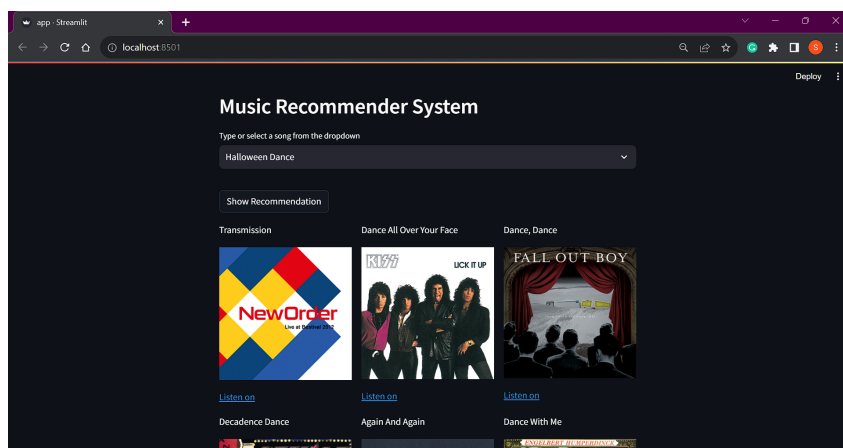 app · Streamlit
localhost:8501
S
Deploy
Music Recommender System
Type or select a song from the dropdown
Halloween Dance
Show Recommendation
Transmission
Dance All Over Your Face
Dance, Dance
NewOrder
Live at Bestival 2012
KISS
LICK IT UP
FALL OUT BOY
Listen on
Listen on
Listen on
Decadence Dance
Again And Again
Dance With Me
ENGELBERT HUMPERDINCK